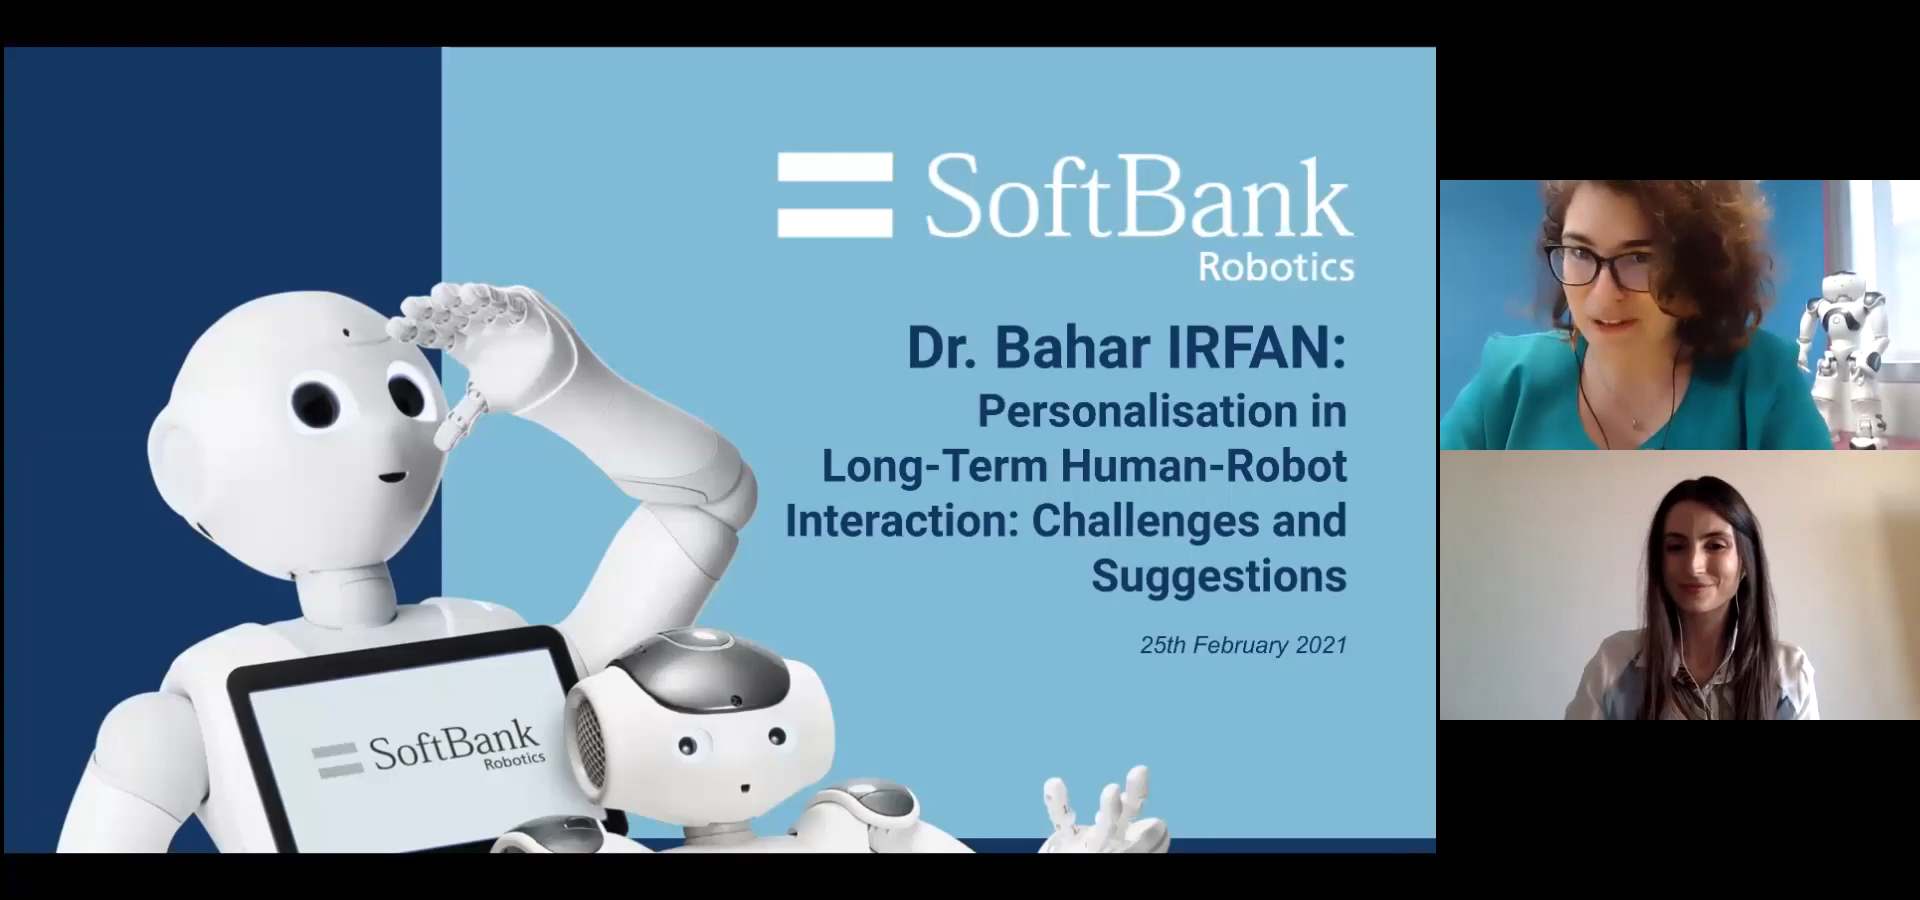 SoftBank
Robotics
Dr. Bahar IRFAN:
Personalisation in
Long-Term Human-Robot
Interaction: Challenges and
Suggestions
25th February 2021
SoftBank
Robotics